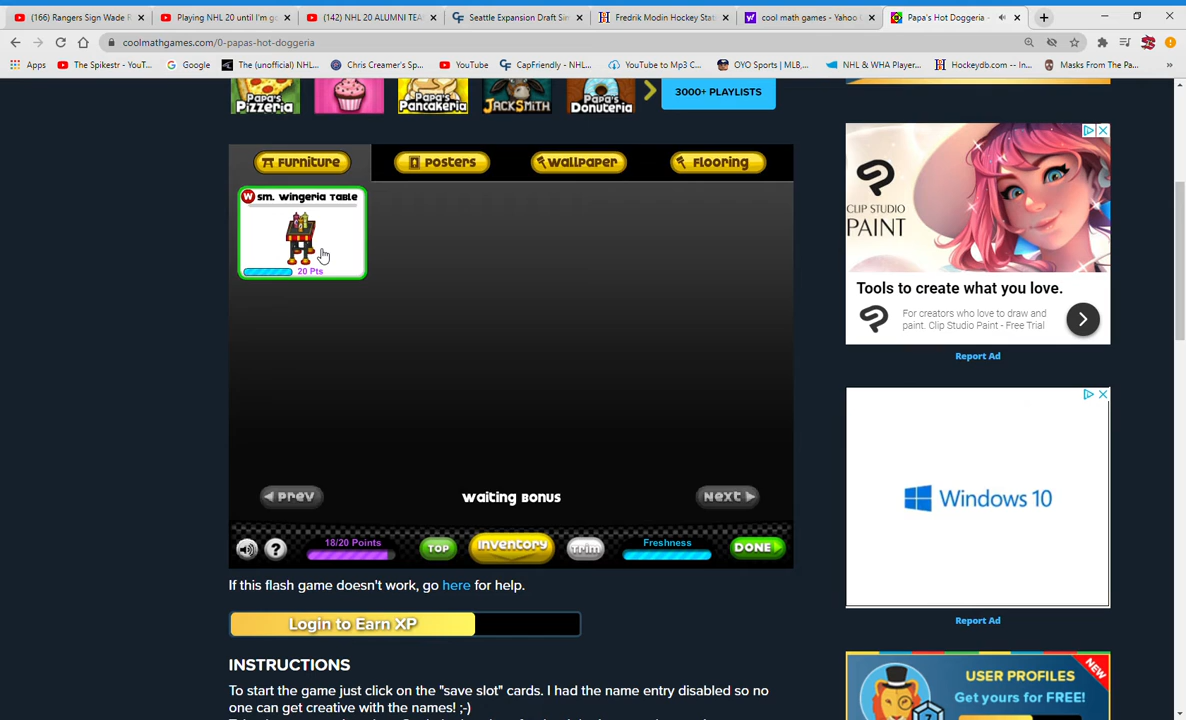 (166) Rangers Sign Wade R
Playing NHL 20 until I'm go
(142) NHL 20 ALUMNI TEA
Seattle Expansion Draft Sim
Fredrik Modin Hockey Stat
cool math games - Yahoo
Papa's Hot Doggeria -
coolmathgames.com/0-papas-hot-doggeria
Apps
The Spikestr - YouT...
Google
The (unofficial) NHL...
Chris Creamer's Sp...
YouTube
CapFriendly - NHL...
YouTube to Mp3 C...
OYO Sports | MLB,...
NHL & WHA Player...
Hockeydb.com -- In...
Masks From The Pa...
»
Papa's Pizzeria
Papa's Pancakeria
JACKSMITH
Papa's Donuteria
3000+ PLAYLISTS
Furniture
Posters
Wallpaper
Flooring
W sm. Wingeria Table
20 Pts
Prev
Waiting Bonus
Next
18/20 Points
TOP
Inventory
Trim
Freshness
DONE
?
If this flash game doesn't work, go here for help.
Login to Earn XP
INSTRUCTIONS
To start the game just click on the "save slot" cards. I had the name entry disabled so no
one can get creative with the names! ;-)
CLIP STUDIO
PAINT
Tools to create what you love.
For creators who love to draw and
paint. Clip Studio Paint - Free Trial
Report Ad
Windows 10
Report Ad
NEW
USER PROFILES
Get yours for FREE!